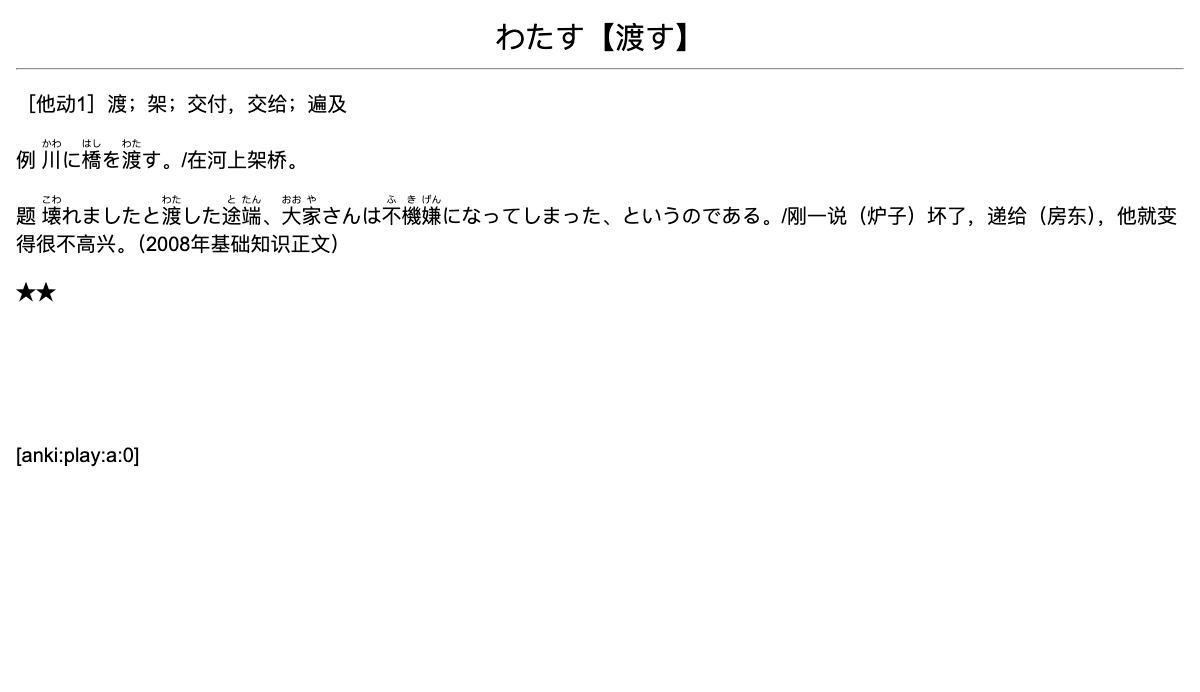 わたす【渡す】
［他动1］渡；架；交付，交给；遍及
かわ はし わた
例 川に橋を渡す。/在河上架桥。
こわ わた と たん おお や ふ き げん
题 壊れましたと渡した途端、大家さんは不機嫌になってしまった、というのである。/刚一说（炉子）坏了，递给（房东），他就变
得很不高兴。（2008年基础知识正文）
★★
[anki:play:a:0]